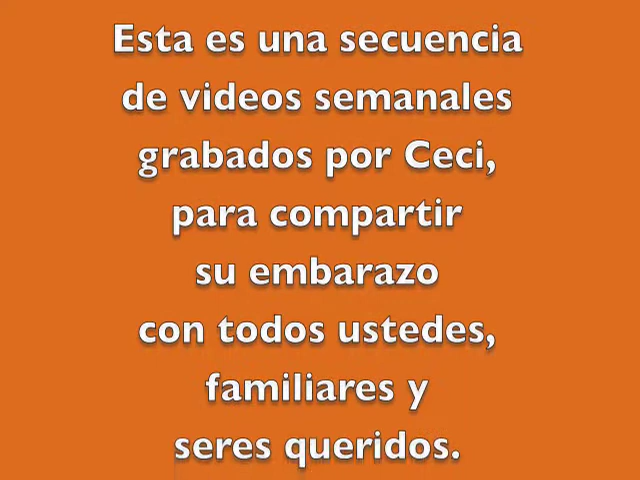 Esta es una secuencia
de videos semanales
grabados por Ceci,
para compartir
su embarazo
con todos ustedes,
familiares y
seres queridos.